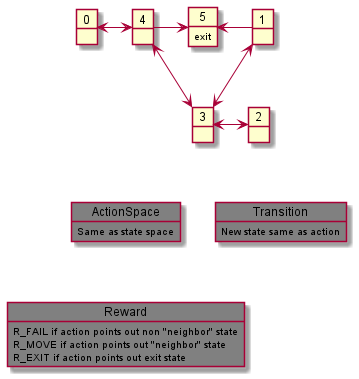 0
4
5
1
exit
3
2
ActionSpace
Same as state space
Transition
New state same as action
Reward
R_FAIL if action points out non "neighbor" state
R_MOVE if action points out "neighbor" state
R_EXIT if action points out exit state